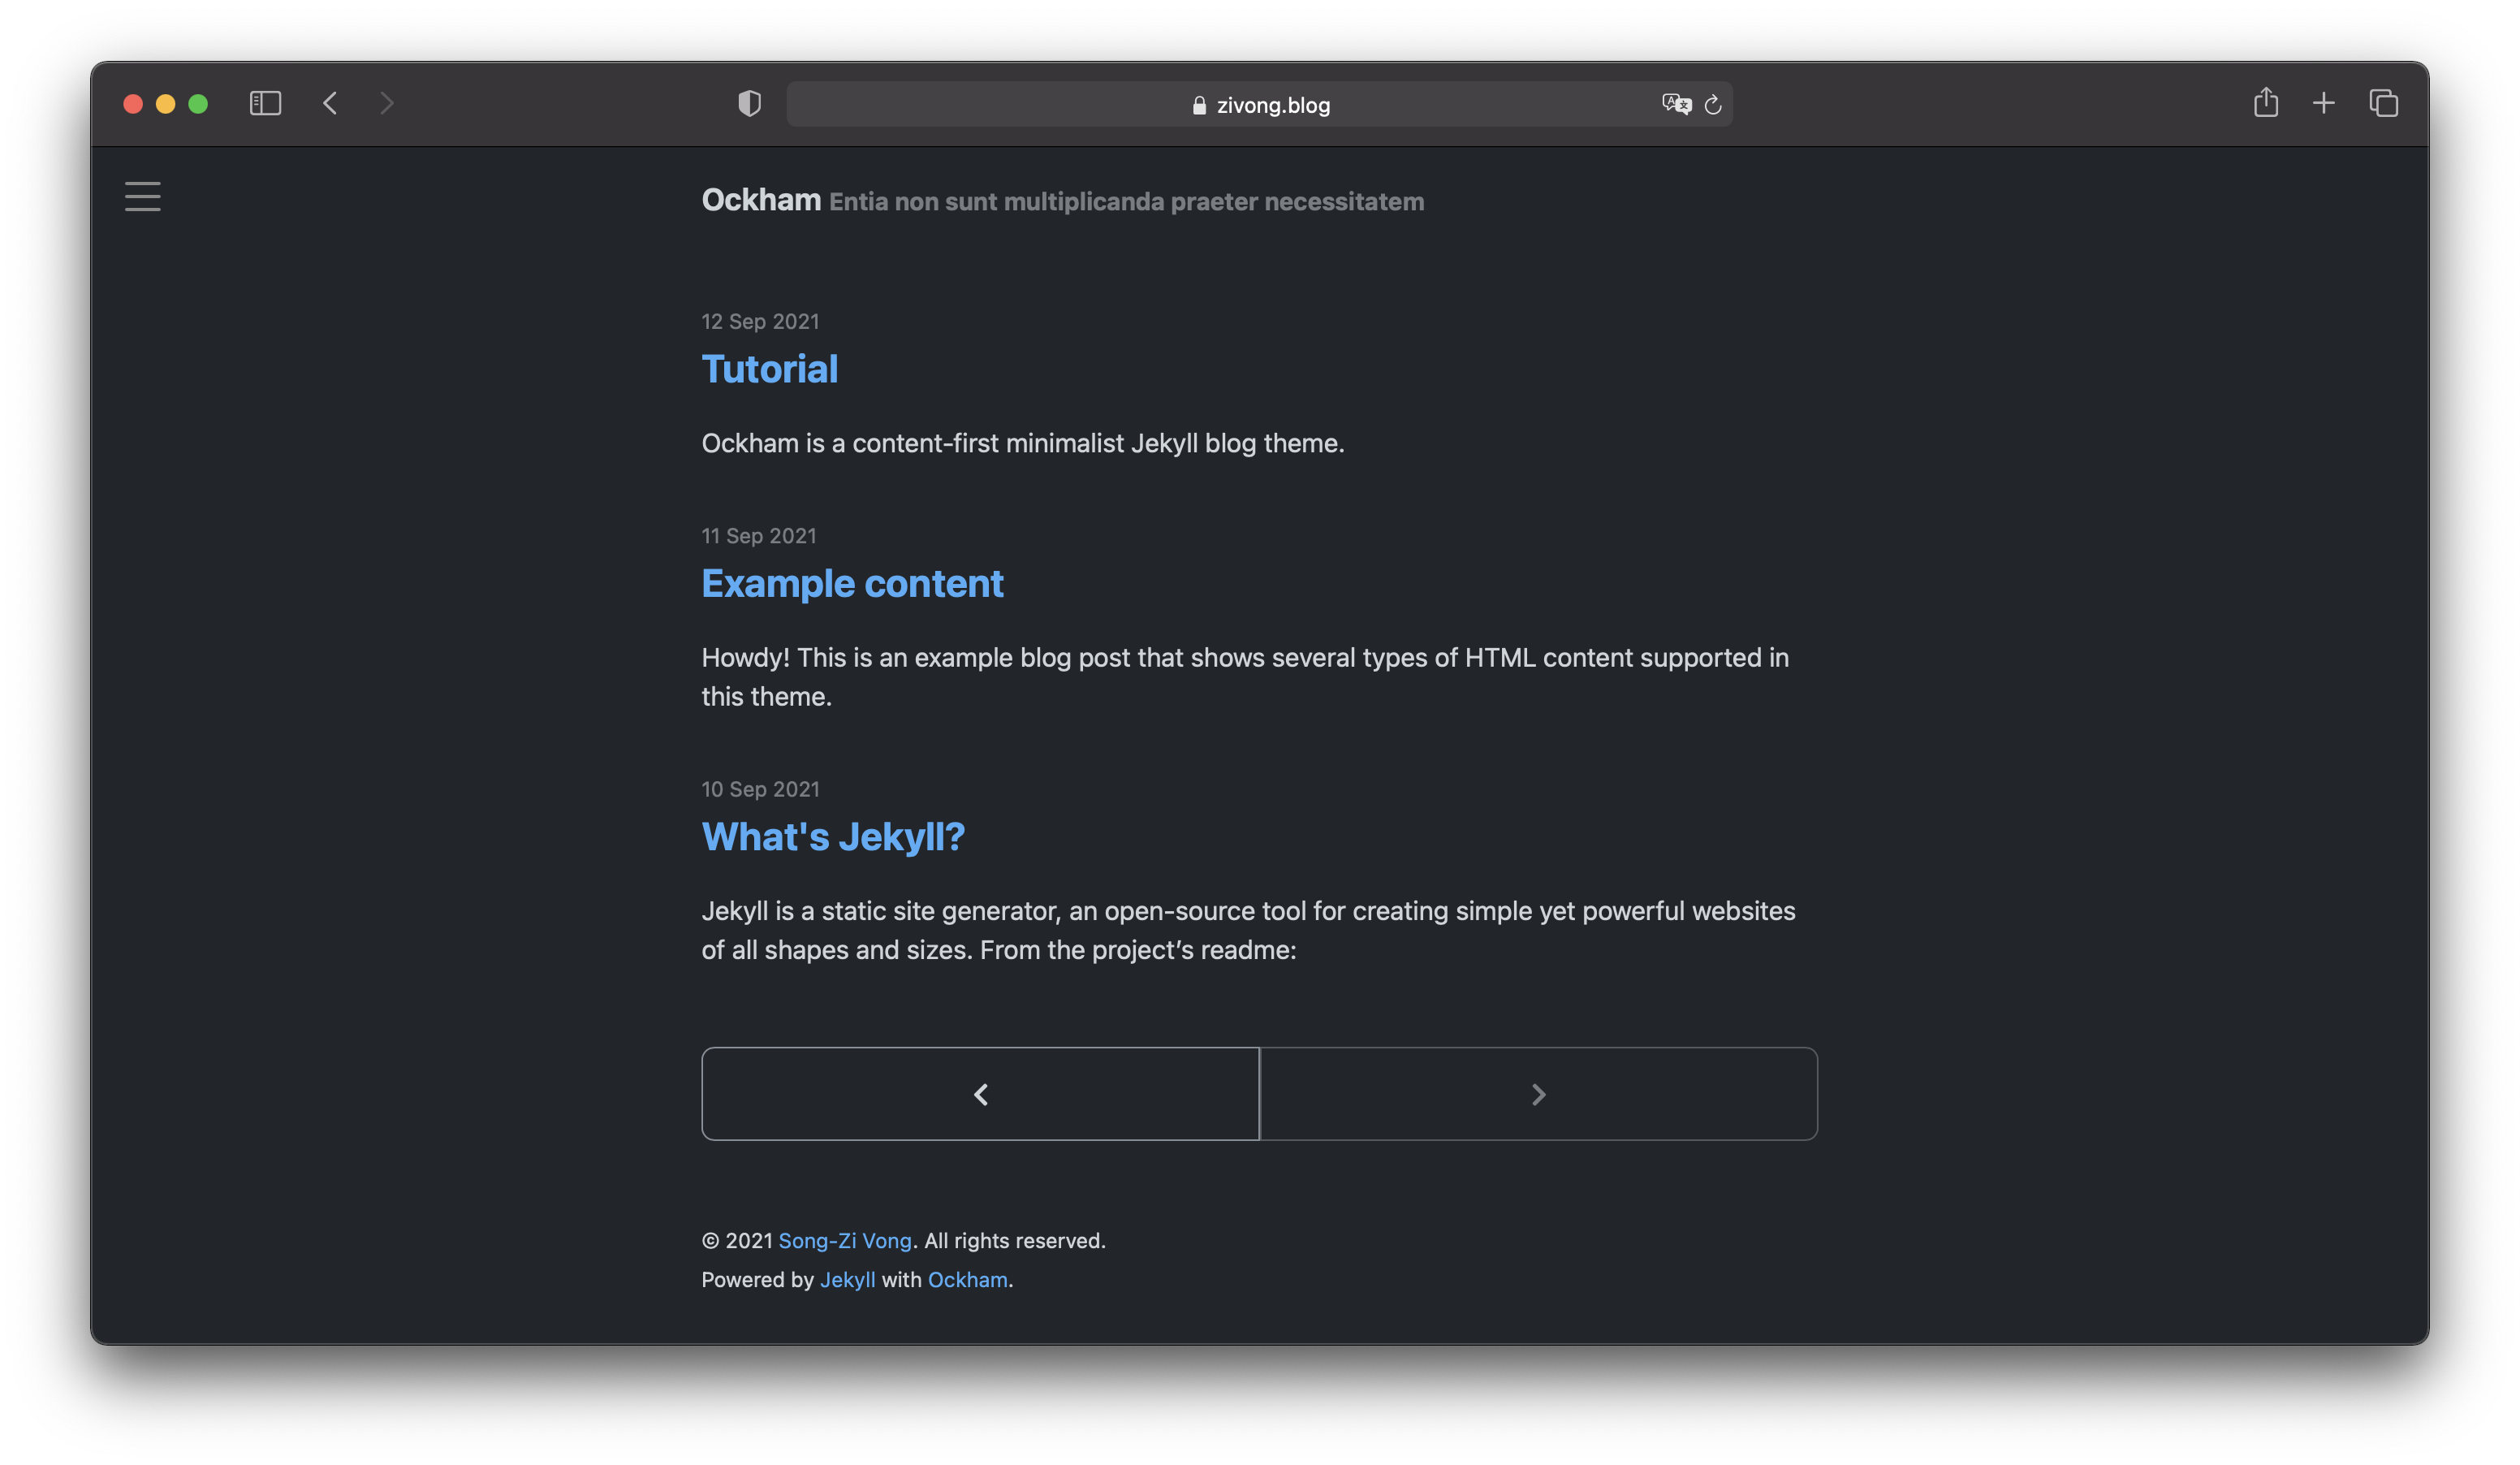 zivong.blog
Ockham Entia non sunt multiplicanda praeter necessitatem
12 Sep 2021
Tutorial
Ockham is a content-first minimalist Jekyll blog theme.
11 Sep 2021
Example content
Howdy! This is an example blog post that shows several types of HTML content supported in
this theme.
10 Sep 2021
What's Jekyll?
Jekyll is a static site generator, an open-source tool for creating simple yet powerful websites
of all shapes and sizes. From the project’s readme:
© 2021 Song-Zi Vong. All rights reserved.
Powered by Jekyll with Ockham.